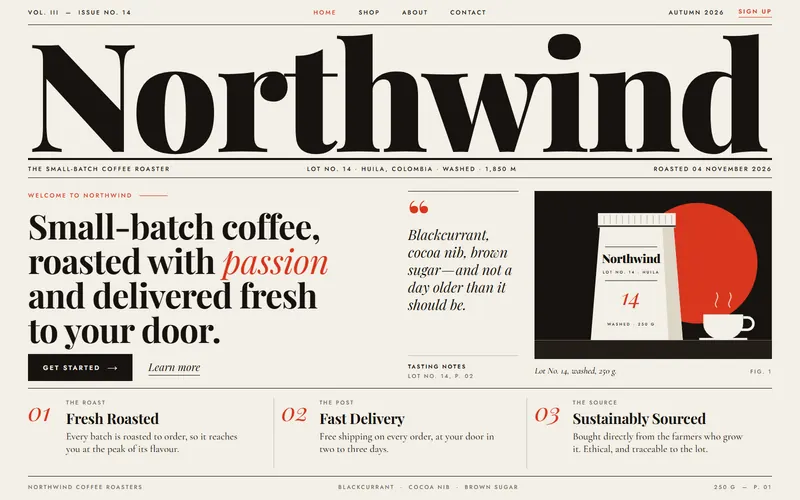 VOL. III — ISSUE NO. 14
HOME SHOP ABOUT CONTACT
AUTUMN 2026 SIGN UP
Northwind
THE SMALL-BATCH COFFEE ROASTER
LOT NO. 14 · HUILA, COLOMBIA · WASHED · 1,850 M
ROASTED 04 NOVEMBER 2026
WELCOME TO NORTHWIND
Small-batch coffee,
roasted with passion
and delivered fresh
to your door.
GET STARTED →
Learn more
“
Blackcurrant,
cocoa nib, brown
sugar—and not a
day older than it
should be.
TASTING NOTES
LOT NO. 14, P. 02
Northwind
LOT NO. 14 · HUILA
14
WASHED · 250 G
Lot No. 14, washed, 250 g.
FIG. 1
01
THE ROAST
Fresh Roasted
Every batch is roasted to order, so it reaches
you at the peak of its flavour.
02
THE POST
Fast Delivery
Free shipping on every order, at your door in
two to three days.
03
THE SOURCE
Sustainably Sourced
Bought directly from the farmers who grow
it. Ethical, and traceable to the lot.
NORTHWIND COFFEE ROASTERS
BLACKCURRANT · COCOA NIB · BROWN SUGAR
250 G — P. 01